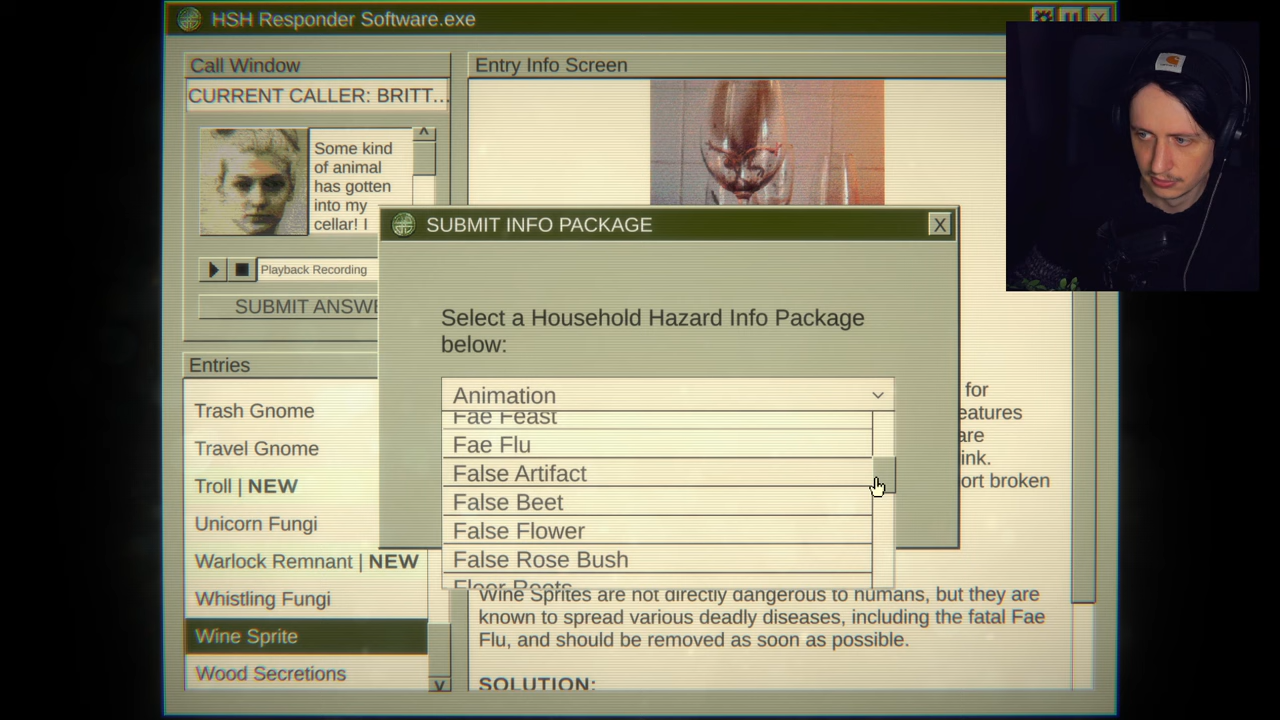 HSH Responder Software.exe
X
Call Window
CURRENT CALLER: BRITT...
Some kind
of animal
has gotten
into my
cellar! I
Playback Recording
SUBMIT ANSWE
Entries
Trash Gnome
Travel Gnome
Troll | NEW
Unicorn Fungi
Warlock Remnant | NEW
Whistling Fungi
Wine Sprite
Wood Secretions
Entry Info Screen
SUBMIT INFO PACKAGE
X
Select a Household Hazard Info Package
below:
Animation
Fae Feast
Fae Flu
False Artifact
False Beet
False Flower
False Rose Bush
Floor Roots
for
eatures
are
ink.
ort broken
Wine Sprites are not directly dangerous to humans, but they are
known to spread various deadly diseases, including the fatal Fae
Flu, and should be removed as soon as possible.
SOLUTION: